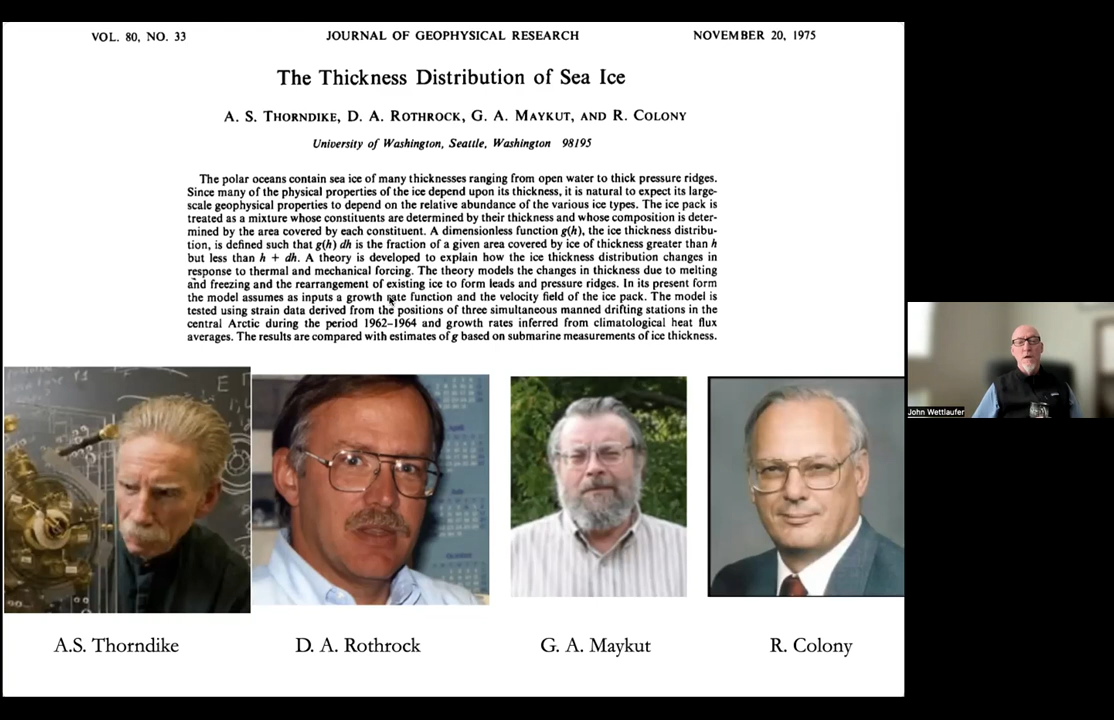 VOL. 80, NO. 33 JOURNAL OF GEOPHYSICAL RESEARCH NOVEMBER 20, 1975
The Thickness Distribution of Sea Ice
A. S. THORNDIKE, D. A. ROTHROCK, G. A. MAYKUT, AND R. COLONY
University of Washington, Seattle, Washington 98195
The polar oceans contain sea ice of many thicknesses ranging from open water to thick pressure ridges.
Since many of the physical properties of the ice depend upon its thickness, it is natural to expect its large-
scale geophysical properties to depend on the relative abundance of the various ice types. The ice pack is
treated as a mixture whose constituents are determined by their thickness and whose composition is deter-
mined by the area covered by each constituent. A dimensionless function g(h), the ice thickness distribu-
tion, is defined such that g(h) dh is the fraction of a given area covered by ice of thickness greater than h
but less than h + dh. A theory is developed to explain how the ice thickness distribution changes in
response to thermal and mechanical forcing. The theory models the changes in thickness due to melting
and freezing and the rearrangement of existing ice to form leads and pressure ridges. In its present form
the model assumes as inputs a growth rate function and the velocity field of the ice pack. The model is
tested using strain data derived from the positions of three simultaneous manned drifting stations in the
central Arctic during the period 1962–1964 and growth rates inferred from climatological heat flux
averages. The results are compared with estimates of g based on submarine measurements of ice thickness.
A.S. Thorndike D. A. Rothrock G. A. Maykut R. Colony
John Wettlaufer